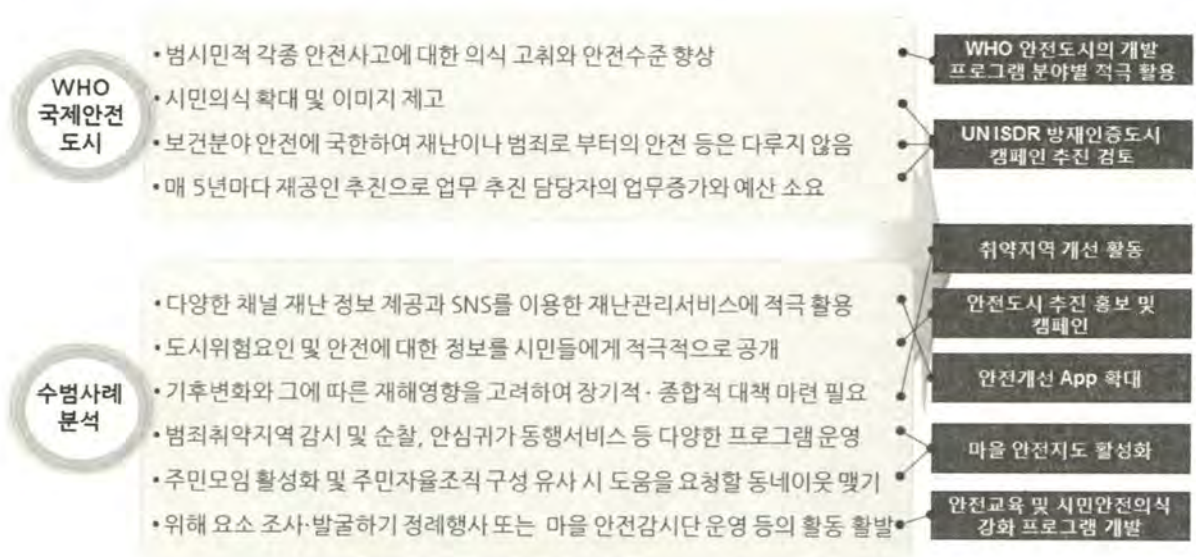 WHO
국제안전
도시
• 범시민적 각종 안전사고에 대한 의식 고취와 안전수준 향상
• 시민의식 확대 및 이미지 제고
• 보건분야 안전에 국한하여 재난이나 범죄로 부터의 안전 등은 다루지 않음
• 매 5년마다 재공인 추진으로 업무 추진 담당자의 업무증가와 예산 소요
수범사례
분석
• 다양한 채널 재난 정보 제공과 SNS를 이용한 재난관리서비스에 적극 활용
• 도시위험요인 및 안전에 대한 정보를 시민들에게 적극적으로 공개
• 기후변화와 그에 따른 재해영향을 고려하여 장기적·종합적 대책 마련 필요
• 범죄취약지역 감시 및 순찰, 안심귀가 동행서비스 등 다양한 프로그램 운영
• 주민모임 활성화 및 주민자율조직 구성 유사 시 도움을 요청할 동네이웃 맺기
• 위해 요소 조사·발굴하기 정례행사 또는 마을 안전감시단 운영 등의 활동 활발
WHO 안전도시의 개발
프로그램 분야별 적극 활용
UN ISDR 방재인증도시
캠페인 추진 검토
취약지역 개선 활동
안전도시 추진 홍보 및
캠페인
안전개선 App 확대
마을 안전지도 활성화
안전교육 및 시민안전의식
강화 프로그램 개발